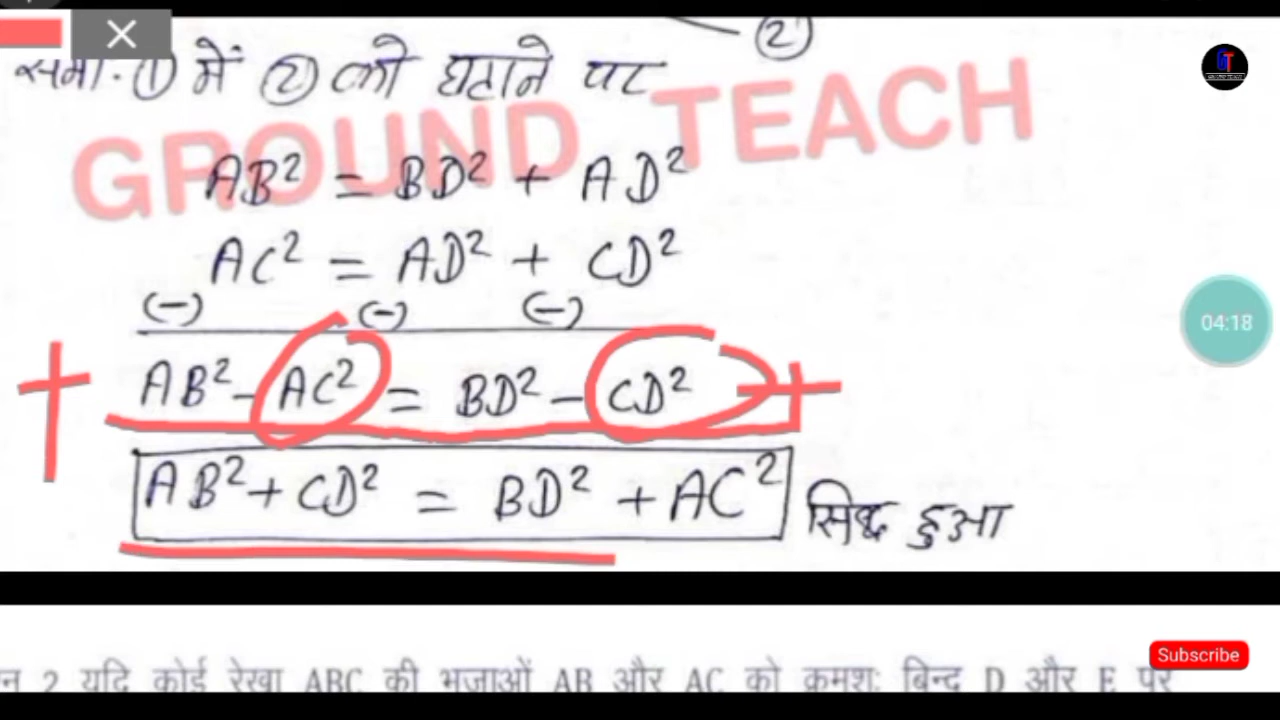 ②
समी. ① में ② को घटाने पर
GROUND TEACH
AB² = BD² + AD²
AC² = AD² + CD²
(−) (−) (−)
AB² − AC² = BD² − CD²
AB² + CD² = BD² + AC² सिद्ध हुआ
04:18
Subscribe
2 यदि कोई रेखा ABC की भुजाओं AB और AC को क्रमशः बिन्दु D और E पर